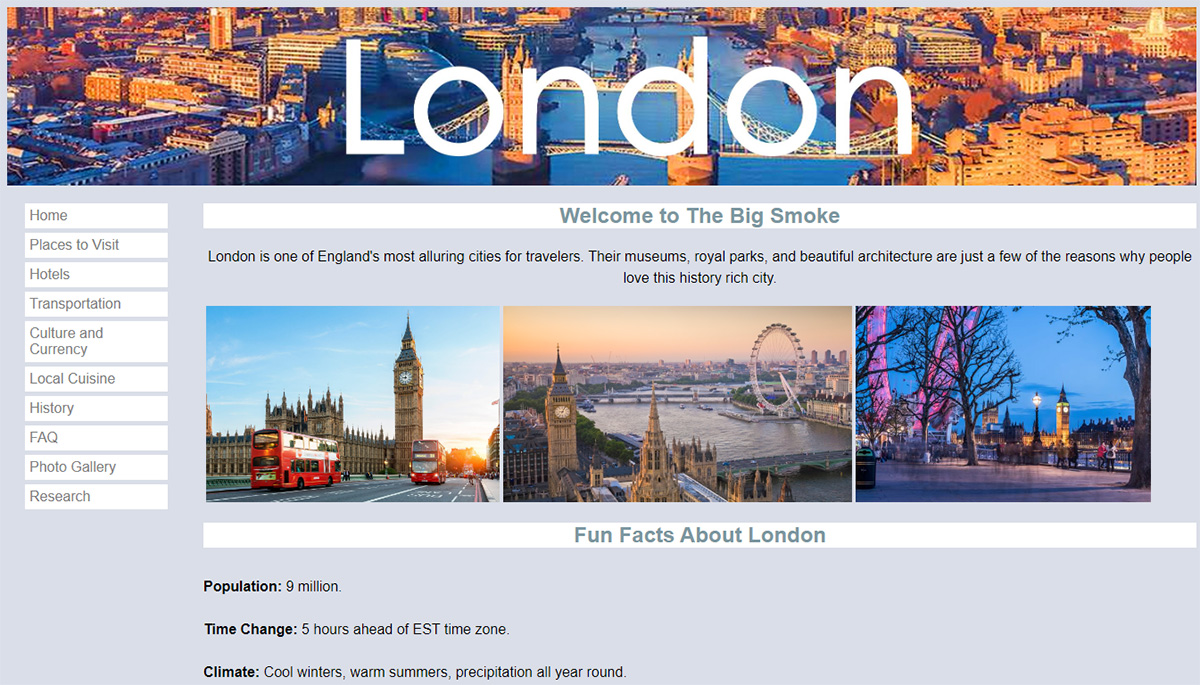 London
Home
Places to Visit
Hotels
Transportation
Culture and
Currency
Local Cuisine
History
FAQ
Photo Gallery
Research
Welcome to The Big Smoke
London is one of England's most alluring cities for travelers. Their museums, royal parks, and beautiful architecture are just a few of the reasons why people
love this history rich city.
Fun Facts About London
Population: 9 million.
Time Change: 5 hours ahead of EST time zone.
Climate: Cool winters, warm summers, precipitation all year round.